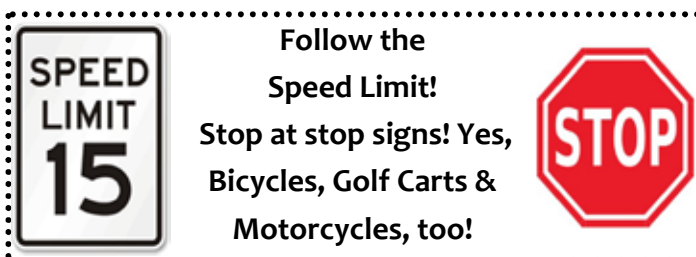 SPEED
LIMIT
15
Follow the
Speed Limit!
Stop at stop signs! Yes,
Bicycles, Golf Carts &
Motorcycles, too!
STOP